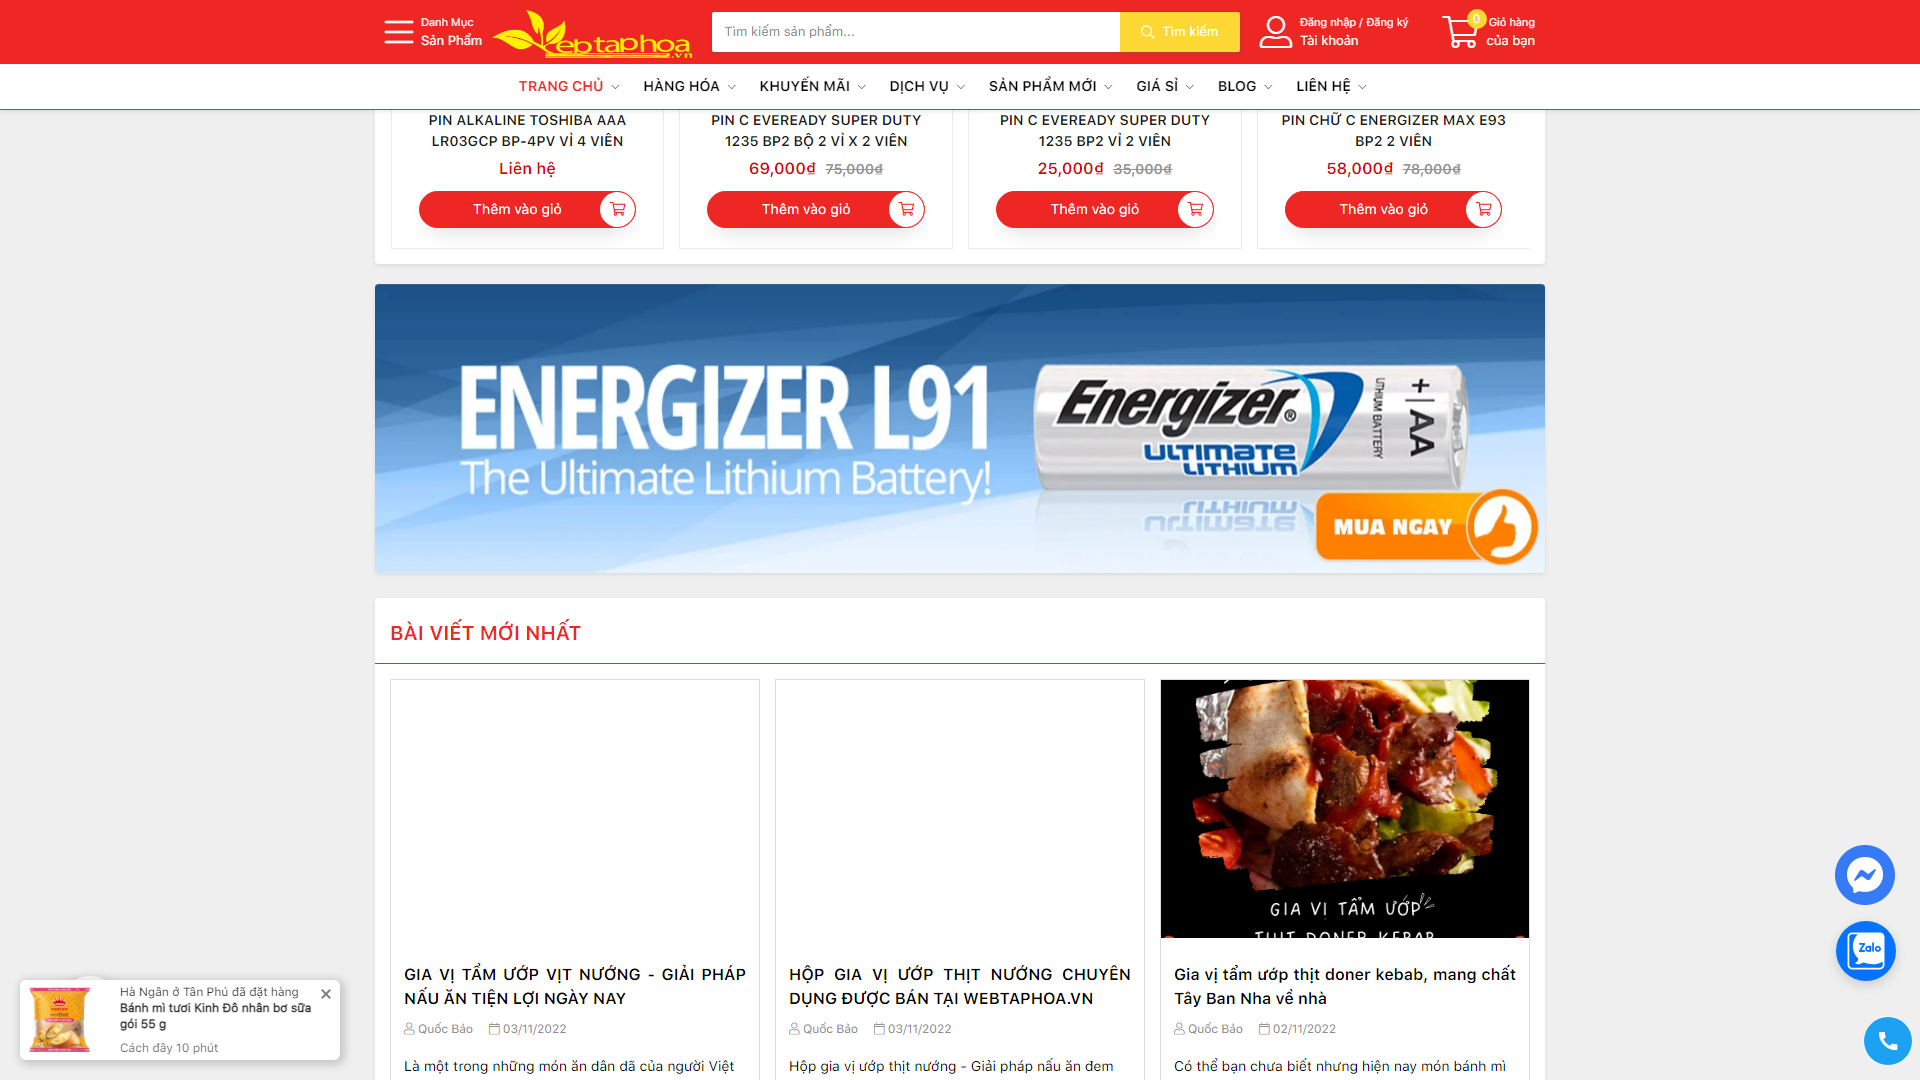 Danh Mục
Sản Phẩm
ebtaphoa
.vn
Tìm kiếm sản phẩm...
Tìm kiếm
Đăng nhập / Đăng ký
Tài khoản
0
Giỏ hàng
của bạn
TRANG CHỦ
HÀNG HÓA
KHUYẾN MÃI
DỊCH VỤ
SẢN PHẨM MỚI
GIÁ SỈ
BLOG
LIÊN HỆ
PIN ALKALINE TOSHIBA AAA
LR03GCP BP-4PV VỈ 4 VIÊN
Liên hệ
Thêm vào giỏ
PIN C EVEREADY SUPER DUTY
1235 BP2 BỘ 2 VỈ X 2 VIÊN
69,000₫ 75,000₫
Thêm vào giỏ
PIN C EVEREADY SUPER DUTY
1235 BP2 VỈ 2 VIÊN
25,000₫ 35,000₫
Thêm vào giỏ
PIN CHỮ C ENERGIZER MAX E93
BP2 2 VIÊN
58,000₫ 78,000₫
Thêm vào giỏ
ENERGIZER L91
The Ultimate Lithium Battery!
Energizer®
ULTIMATE
LITHIUM
LITHIUM BATTERY
+ AA
MUA NGAY
BÀI VIẾT MỚI NHẤT
GIA VỊ TẨM ƯỚP VỊT NƯỚNG - GIẢI PHÁP
NẤU ĂN TIỆN LỢI NGÀY NAY
Quốc Bảo 03/11/2022
Là một trong những món ăn dân dã của người Việt
HỘP GIA VỊ ƯỚP THỊT NƯỚNG CHUYÊN
DỤNG ĐƯỢC BÁN TẠI WEBTAPHOA.VN
Quốc Bảo 03/11/2022
Hộp gia vị ướp thịt nướng - Giải pháp nấu ăn đem
GIA VỊ TẨM ƯỚP
THỊT DONER KEBAB
Gia vị tẩm ướp thịt doner kebab, mang chất
Tây Ban Nha về nhà
Quốc Bảo 02/11/2022
Có thể bạn chưa biết nhưng hiện nay món bánh mì
Hà Ngân ở Tân Phú đã đặt hàng
Bánh mì tươi Kinh Đô nhân bơ sữa
gói 55 g
Cách đây 10 phút
Zalo